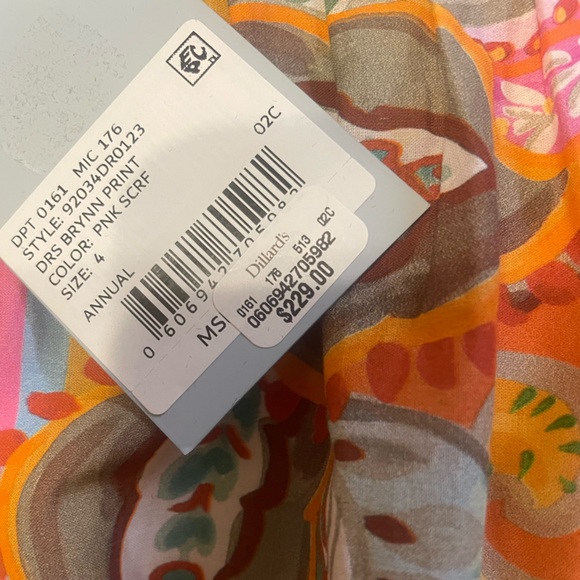 DPT 0161 MIC 176
STYLE: 92034DR0123
DRS BRYNN PRINT
COLOR: PNK SCRF
SIZE: 4
02C
ANNUAL
MS
Dillard's
0161 176 513 02C
0606942705982
$229.00